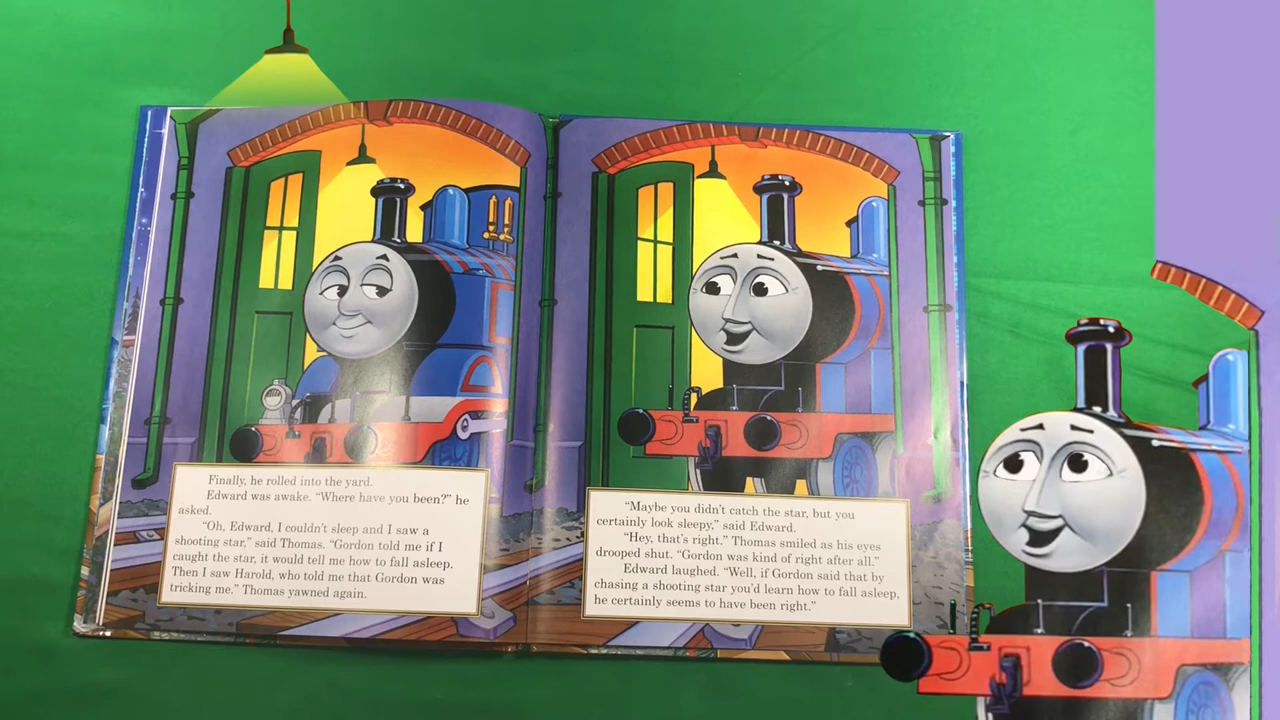 Finally, he rolled into the yard.
Edward was awake. “Where have you been?” he
asked.
“Oh, Edward, I couldn’t sleep and I saw a
shooting star,” said Thomas. “Gordon told me if I
caught the star, it would tell me how to fall asleep.
Then I saw Harold, who told me that Gordon was
tricking me.” Thomas yawned again.
“Maybe you didn’t catch the star, but you
certainly look sleepy,” said Edward.
“Hey, that’s right.” Thomas smiled as his eyes
drooped shut. “Gordon was kind of right after all.”
Edward laughed. “Well, if Gordon said that by
chasing a shooting star you’d learn how to fall asleep,
he certainly seems to have been right.”